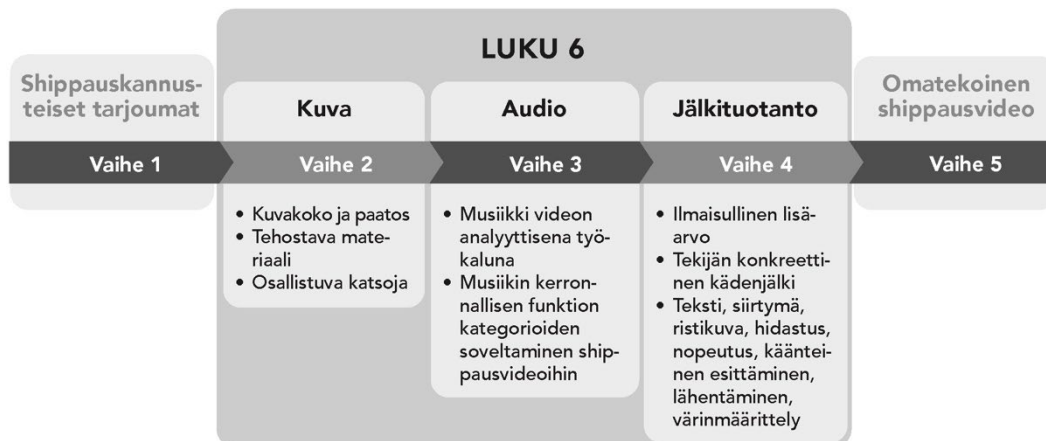 LUKU 6
Shippauskannus-
teiset tarjoumat
Kuva
Audio
Jälkituotanto
Omatekoinen
shippausvideo
Vaihe 1
Vaihe 2
Vaihe 3
Vaihe 4
Vaihe 5
• Kuvakoko ja paatos
• Tehostava mate-
riaali
• Osallistuva katsoja
• Musiikki videon
analyyttisena työ-
kaluna
• Musiikin kerron-
nallisen funktion
kategorioiden
soveltaminen ship-
pausvideoihin
• Ilmaisullinen lisä-
arvo
• Tekijän konkreetti-
nen kädenjälki
• Teksti, siirtymä,
ristikuva, hidastus,
nopeutus, käänteі-
nen esittäminen,
lähentäminen,
värinmäärittely